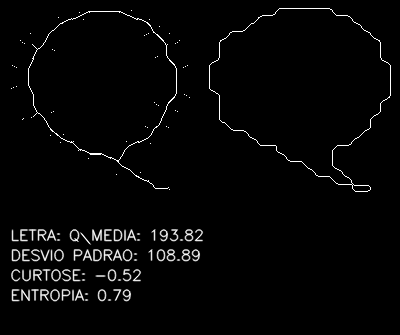 LETRA: Q\MEDIA: 193.82
DESVIO PADRAO: 108.89
CURTOSE: -0.52
ENTROPIA: 0.79